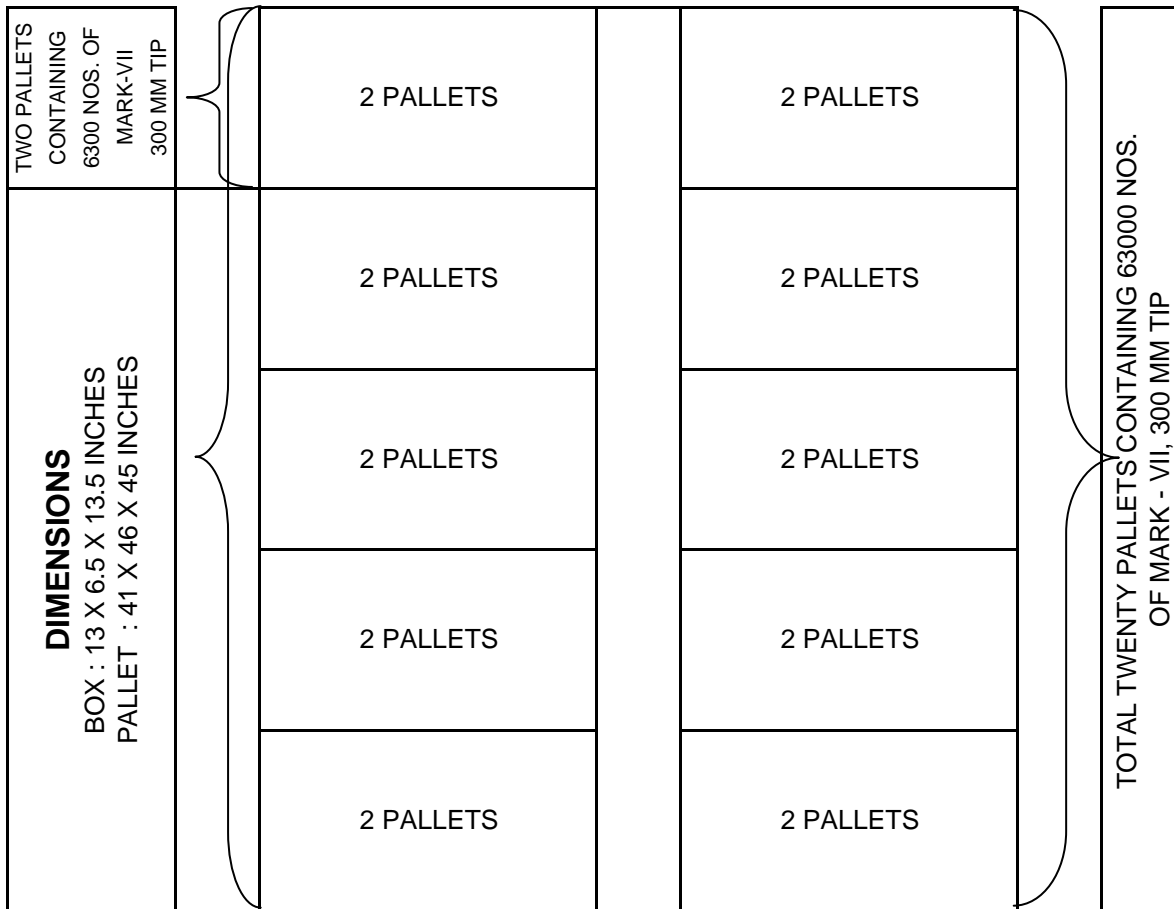 TWO PALLETS
CONTAINING
6300 NOS. OF
MARK-VII
300 MM TIP
2 PALLETS
2 PALLETS
2 PALLETS
2 PALLETS
2 PALLETS
2 PALLETS
2 PALLETS
2 PALLETS
2 PALLETS
2 PALLETS
DIMENSIONS
BOX : 13 X 6.5 X 13.5 INCHES
PALLET : 41 X 46 X 45 INCHES
TOTAL TWENTY PALLETS CONTAINING 63000 NOS.
OF MARK - VII, 300 MM TIP